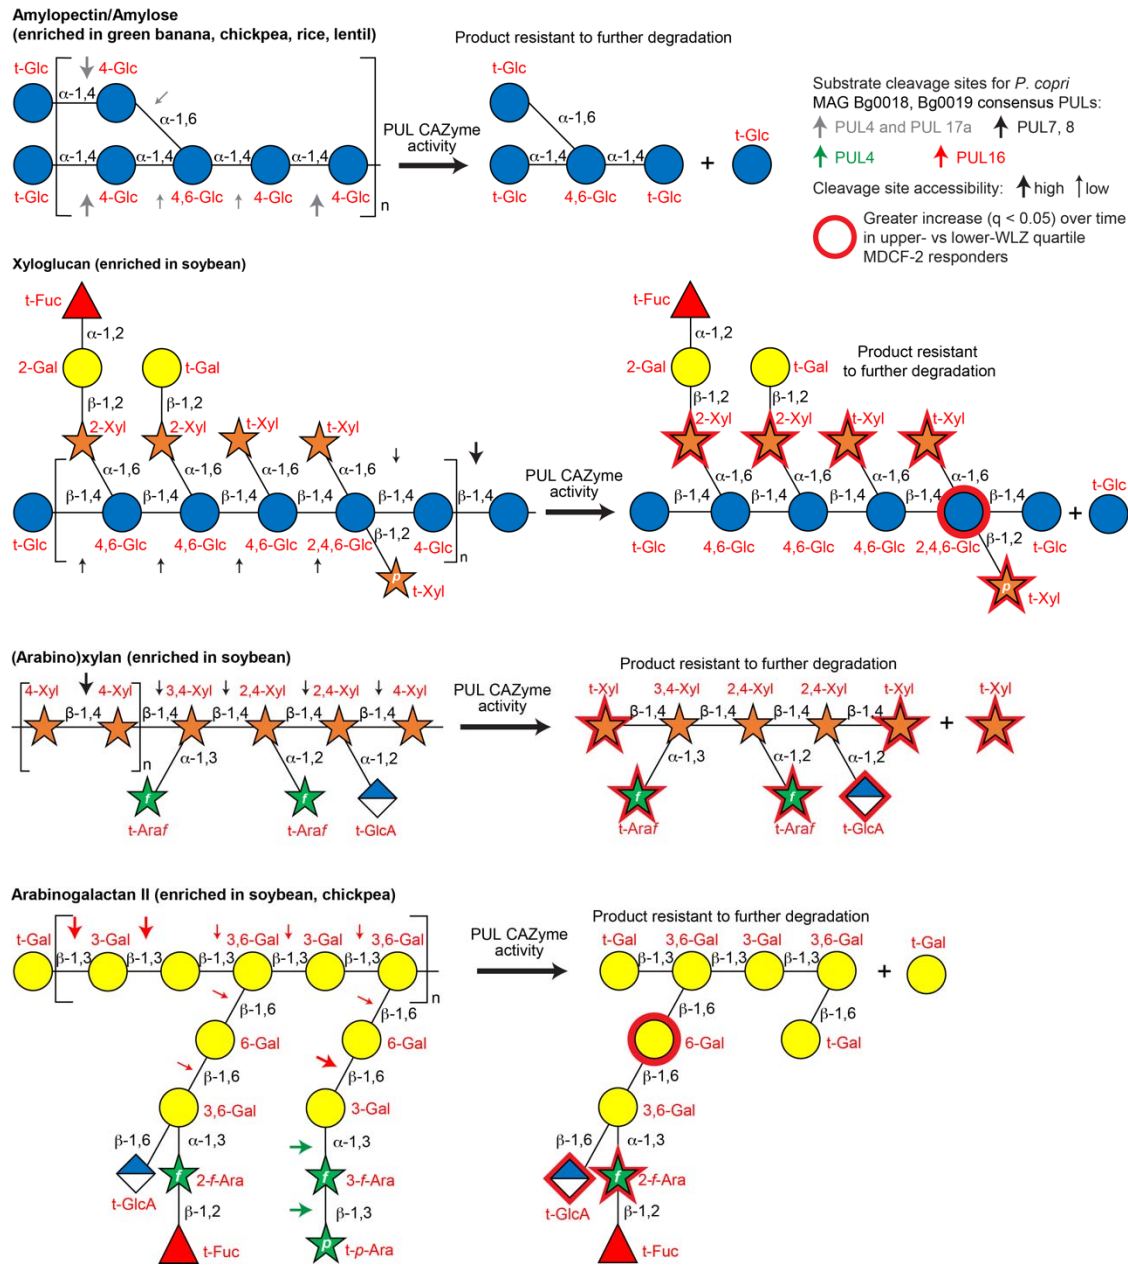 Amylopectin/Amylose
(enriched in green banana, chickpea, rice, lentil)
Product resistant to further degradation
t-Glc
4-Glc
α-1,4
α-1,6
α-1,4
α-1,4
α-1,4
α-1,4
t-Glc
4-Glc
4,6-Glc
4-Glc
4-Glc
n
PUL CAZyme
activity
t-Glc
α-1,6
α-1,4
α-1,4
t-Glc
4,6-Glc
t-Glc
+
t-Glc
Substrate cleavage sites for P. copri
MAG Bg0018, Bg0019 consensus PULs:
PUL4 and PUL 17a
PUL7, 8
PUL4
PUL16
Cleavage site accessibility: high low
Greater increase (q < 0.05) over time
in upper- vs lower-WLZ quartile
MDCF-2 responders
Xyloglucan (enriched in soybean)
t-Fuc
α-1,2
2-Gal
t-Gal
β-1,2
β-1,2
2-Xyl
2-Xyl
t-Xyl
t-Xyl
α-1,6
α-1,6
α-1,6
α-1,6
β-1,4
β-1,4
β-1,4
β-1,4
β-1,4
β-1,4
t-Glc
4,6-Glc
4,6-Glc
4,6-Glc
2,4,6-Glc
4-Glc
n
β-1,2
p
t-Xyl
PUL CAZyme
activity
t-Fuc
α-1,2
2-Gal
t-Gal
Product resistant
to further degradation
β-1,2
β-1,2
2-Xyl
2-Xyl
t-Xyl
t-Xyl
α-1,6
α-1,6
α-1,6
α-1,6
β-1,4
β-1,4
β-1,4
β-1,4
β-1,4
t-Glc
4,6-Glc
4,6-Glc
4,6-Glc
2,4,6-Glc
t-Glc
+
t-Glc
β-1,2
p
t-Xyl
(Arabino)xylan (enriched in soybean)
4-Xyl
4-Xyl
3,4-Xyl
2,4-Xyl
2,4-Xyl
4-Xyl
β-1,4
β-1,4
β-1,4
β-1,4
β-1,4
n
α-1,3
α-1,2
α-1,2
f
f
t-Araf
t-Araf
t-GlcA
PUL CAZyme
activity
Product resistant to further degradation
t-Xyl
3,4-Xyl
2,4-Xyl
2,4-Xyl
t-Xyl
β-1,4
β-1,4
β-1,4
β-1,4
+
t-Xyl
α-1,3
α-1,2
α-1,2
f
f
t-Araf
t-Araf
t-GlcA
Arabinogalactan II (enriched in soybean, chickpea)
t-Gal
3-Gal
3,6-Gal
3-Gal
3,6-Gal
β-1,3
β-1,3
β-1,3
β-1,3
β-1,3
n
β-1,6
β-1,6
6-Gal
6-Gal
β-1,6
β-1,6
3,6-Gal
3-Gal
β-1,6
α-1,3
α-1,3
f
f
t-GlcA
2-f-Ara
3-f-Ara
β-1,2
β-1,3
p
t-Fuc
t-p-Ara
PUL CAZyme
activity
Product resistant to further degradation
t-Gal
3,6-Gal
3-Gal
3,6-Gal
β-1,3
β-1,3
β-1,3
+
t-Gal
β-1,6
β-1,6
6-Gal
t-Gal
β-1,6
3,6-Gal
β-1,6
α-1,3
f
t-GlcA
2-f-Ara
β-1,2
t-Fuc